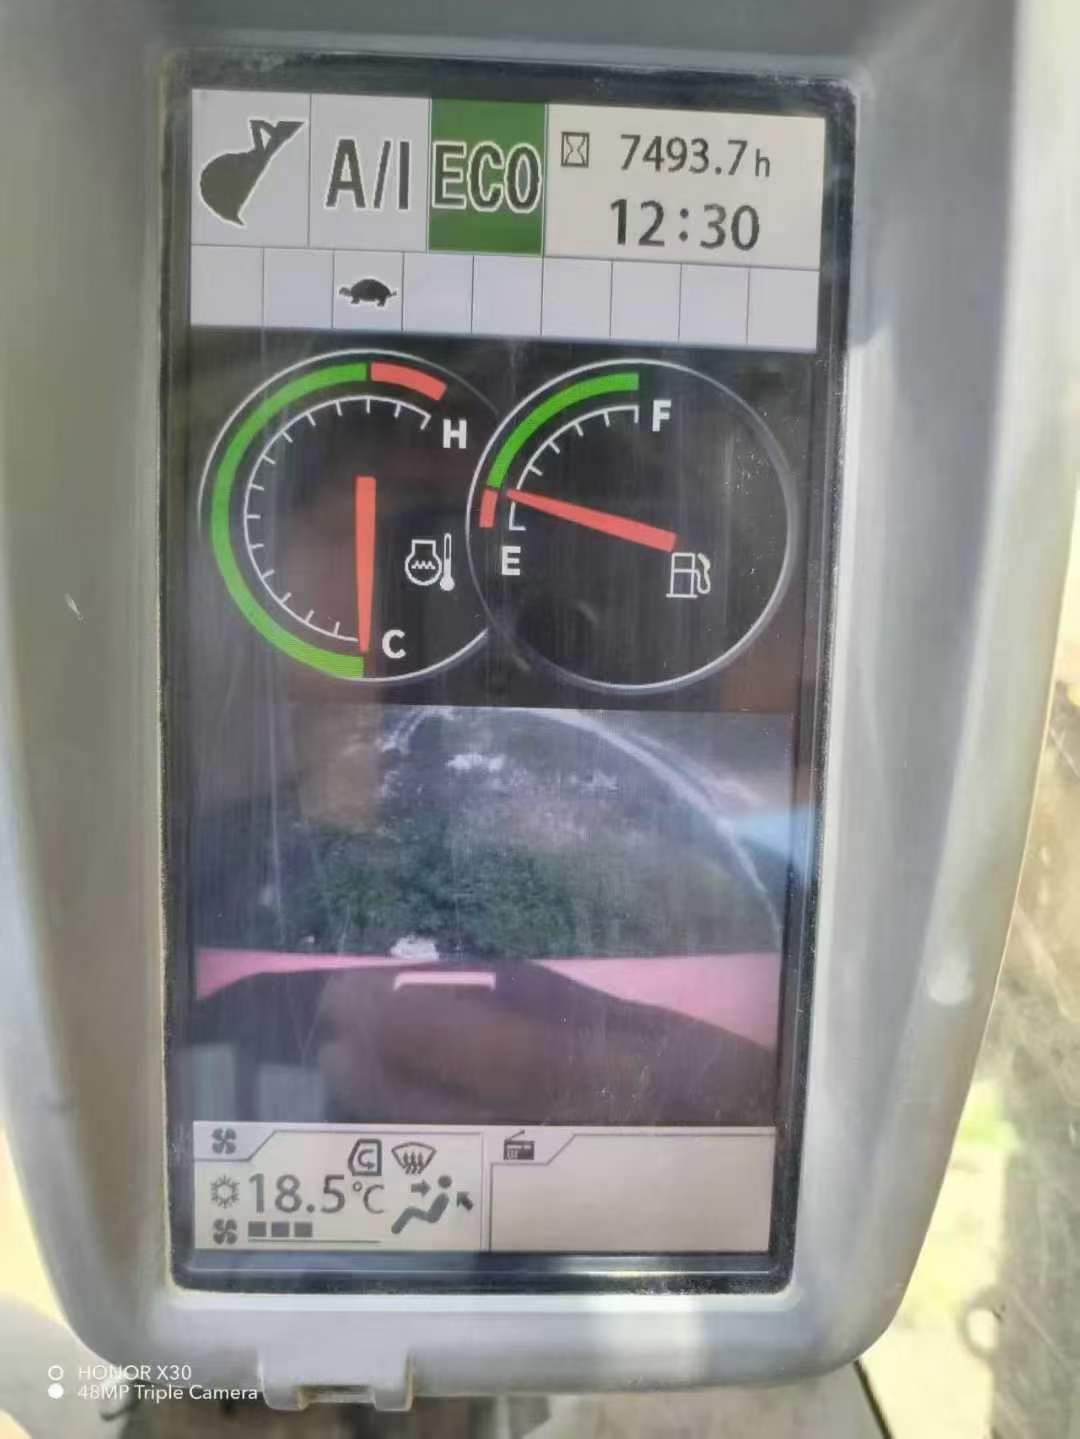 A/I ECO 7493.7h
12:30
H
F
E
C
18.5℃
HONOR X30
48MP Triple Camera